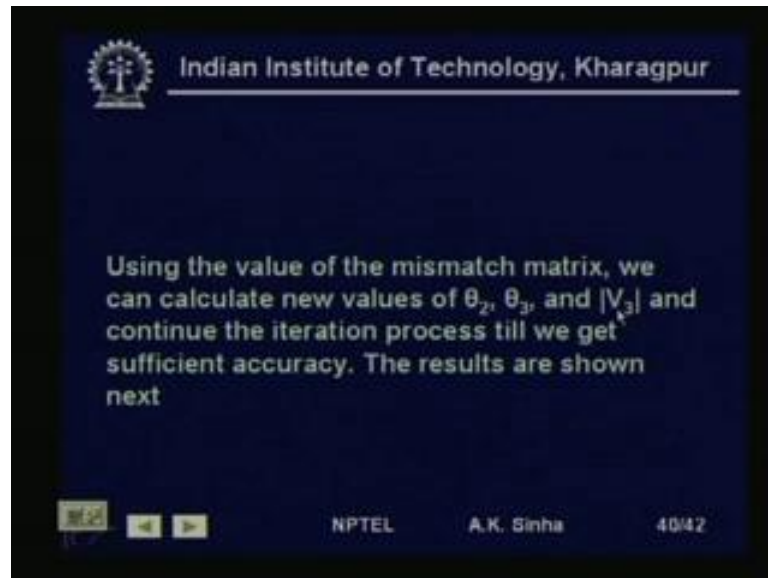 Indian Institute of Technology, Kharagpur
Using the value of the mismatch matrix, we
can calculate new values of θ₂, θ₃, and |V₃| and
continue the iteration process till we get
sufficient accuracy. The results are shown
next
NPTEL A.K. Sinha 40/42